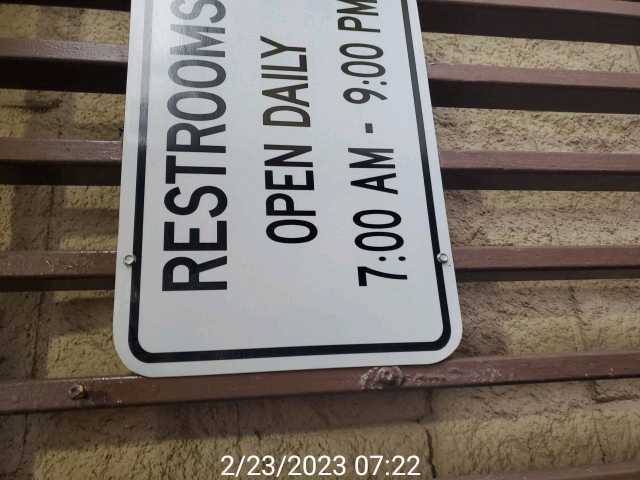 RESTROOMS
OPEN DAILY
7:00 AM - 9:00 PM
2/23/2023 07:22